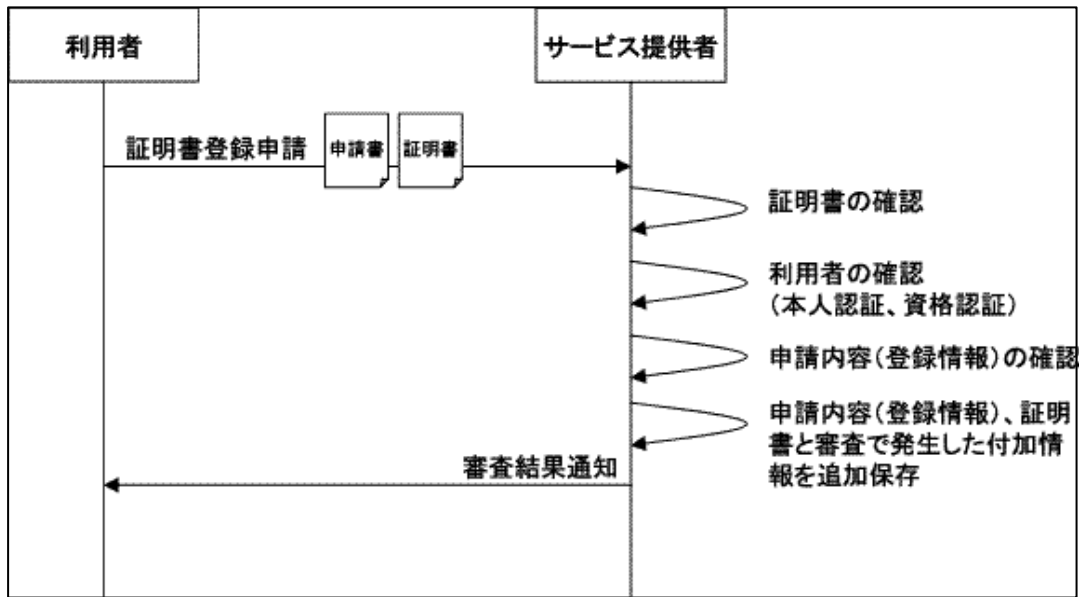 利用者
サービス提供者
証明書登録申請
申請書
証明書
証明書の確認
利用者の確認
(本人認証、資格認証)
申請内容(登録情報)の確認
申請内容(登録情報)、証明
書と審査で発生した付加情
報を追加保存
審査結果通知